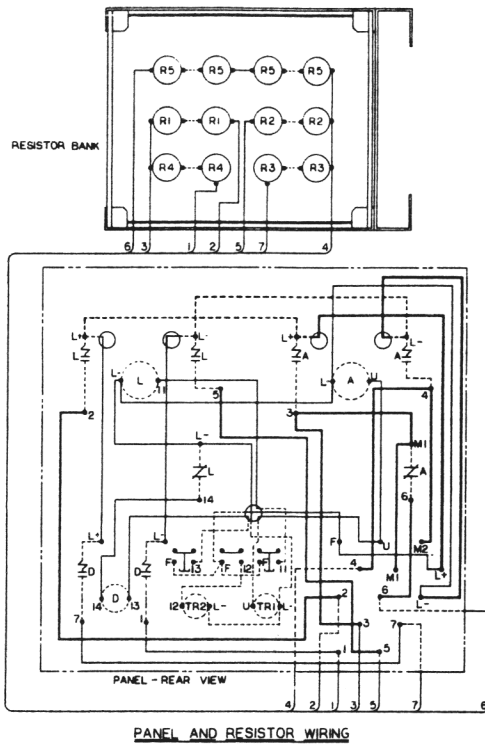 R5 R5 R5 R5
R1 R1 R2 R2
RESISTOR BANK
R4 R4 R3 R3
6 3 1 2 5 7 4
L+ L- L+ L-
L L A A
L- L 11 L- A U
5 4
2 3
L- M1
L A
14 6
L+ L- F U M2
F 13 F 12 F 11 4 M1 L+
D D
14 D 13 12 TR2 L- U TR1 L- 2 6 L-
7 1 3 7
1 5
PANEL - REAR VIEW
4 2 1 3 5 7 6
PANEL AND RESISTOR WIRING